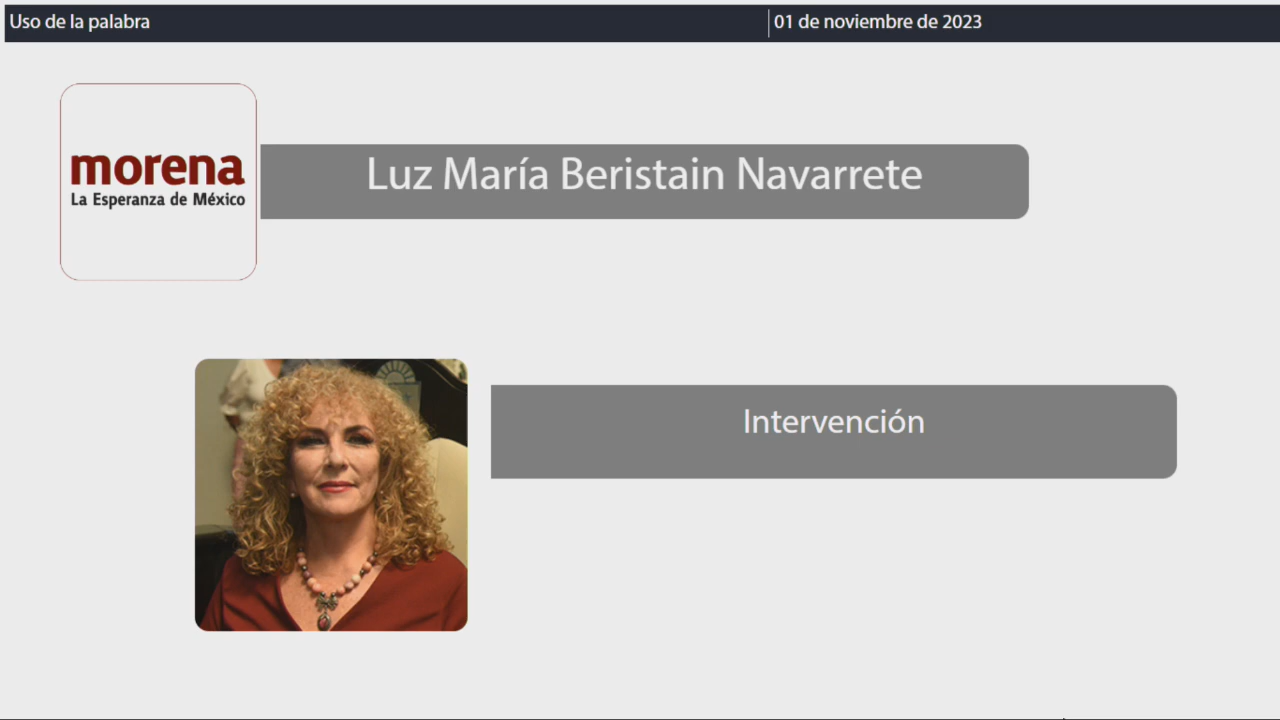 Uso de la palabra
01 de noviembre de 2023
morena
La Esperanza de México
Luz María Beristain Navarrete
Intervención